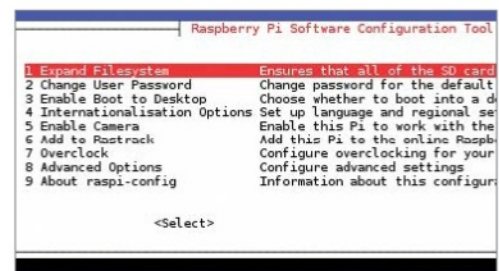 Raspberry Pi Software Configuration Tool
1 Expand Filesystem Ensures that all of the SD card
2 Change User Password Change password for the default
3 Enable Boot to Desktop Choose whether to boot into a d
4 Internationalisation Options Set up language and regional se
5 Enable Camera Enable this Pi to work with the
6 Add to Rastrack Add this Pi to the online Raspb
7 Overclock Configure overclocking for your
8 Advanced Options Configure advanced settings
9 About raspi-config Information about this configur
<Select>